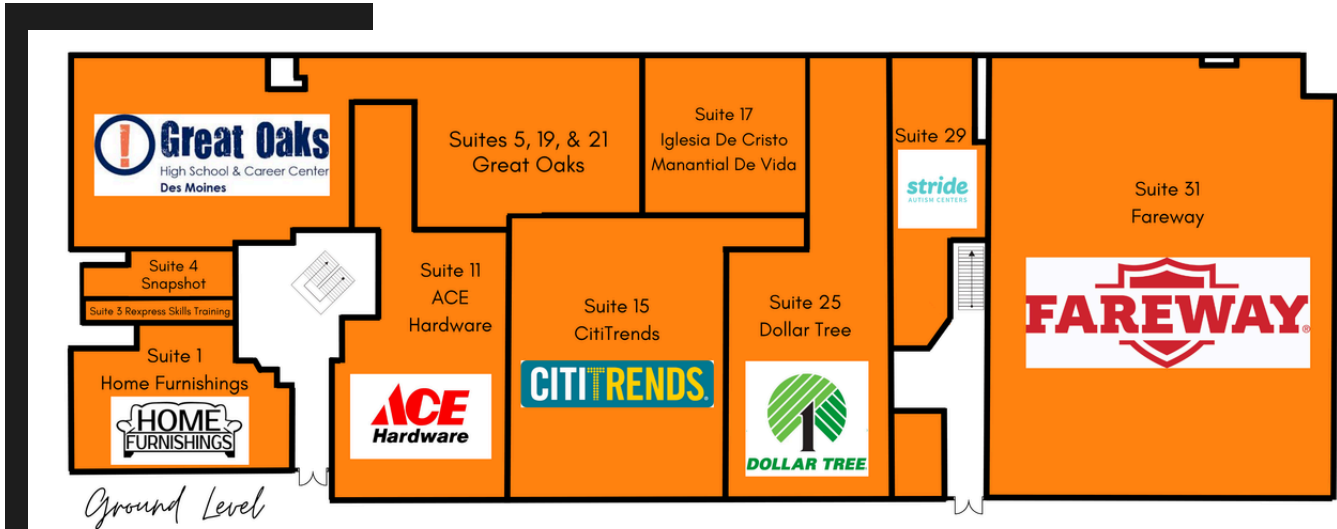 Great Oaks
High School & Career Center
Des Moines
Suites 5, 19, & 21
Great Oaks
Suite 17
Iglesia De Cristo
Manantial De Vida
Suite 29
stride
AUTISM CENTERS
Suite 31
Fareway
FAREWAY®
Suite 4
Snapshot
Suite 3 Rexpress Skills Training
Suite 1
Home Furnishings
HOME
FURNISHINGS
Suite 11
ACE
Hardware
ACE
Hardware
Suite 15
CitiTrends
CITITRENDS.
Suite 25
Dollar Tree
1
DOLLAR TREE
Ground Level